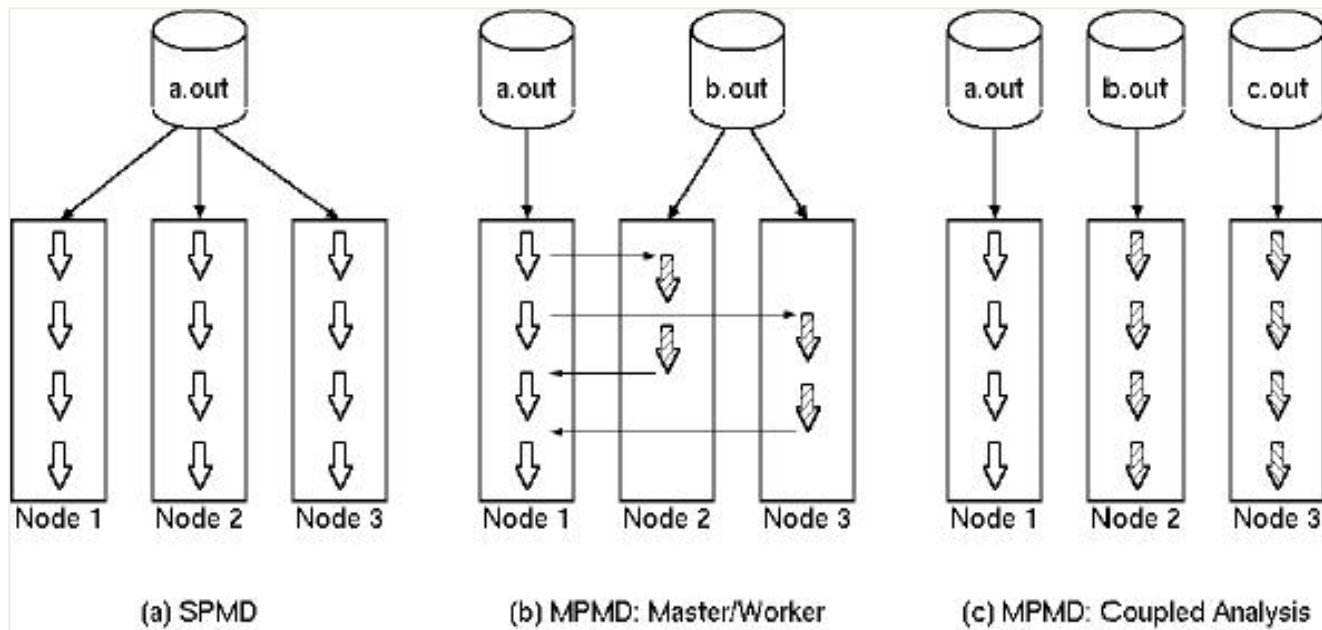 a.out
a.out
b.out
a.out
b.out
c.out
Node 1
Node 2
Node 3
Node 1
Node 2
Node 3
Node 1
Node 2
Node 3
(a) SPMD
(b) MPMD: Master/Worker
(c) MPMD: Coupled Analysis